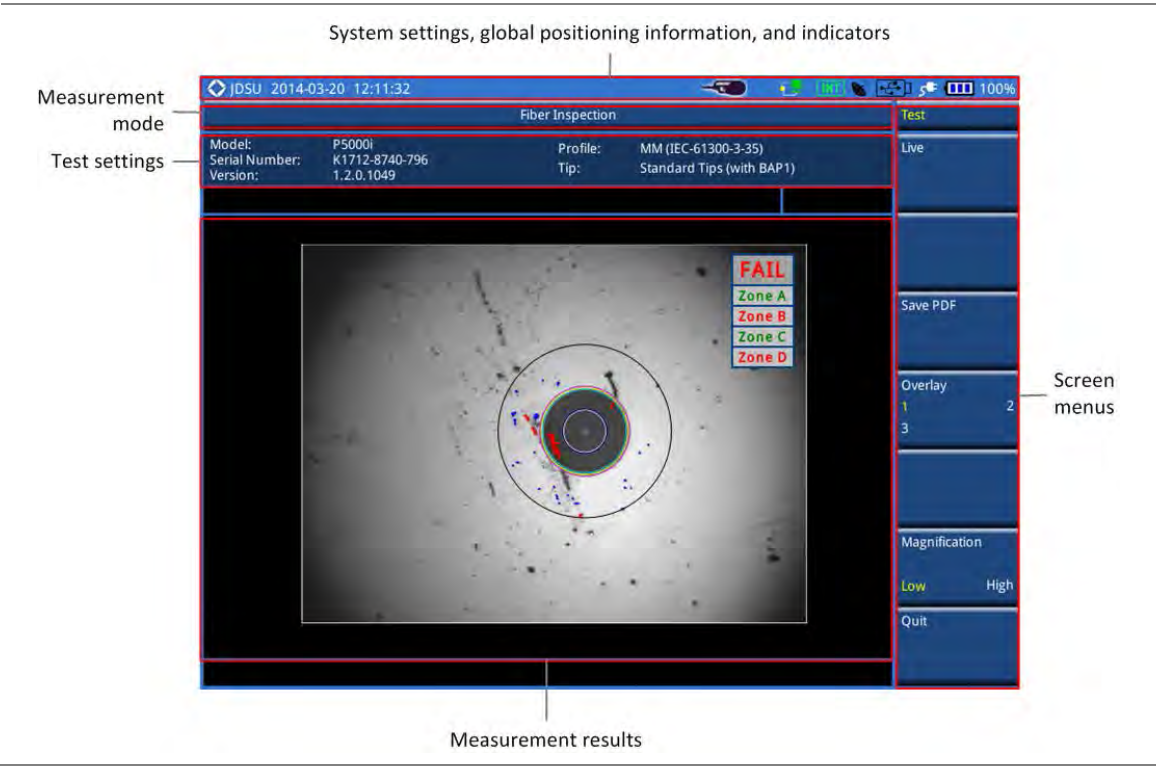 System settings, global positioning information, and indicators
JDSU 2014-03-20 12:11:32
INT
100%
Measurement
mode
Fiber Inspection
Test
Test settings
Model: P5000i
Serial Number: K1712-8740-796
Version: 1.2.0.1049
Profile: MM (IEC-61300-3-35)
Tip: Standard Tips (with BAP1)
Live
FAIL
Zone A
Zone B
Zone C
Zone D
Save PDF
Overlay
1 2
3
Screen
menus
Magnification
Low High
Quit
Measurement results